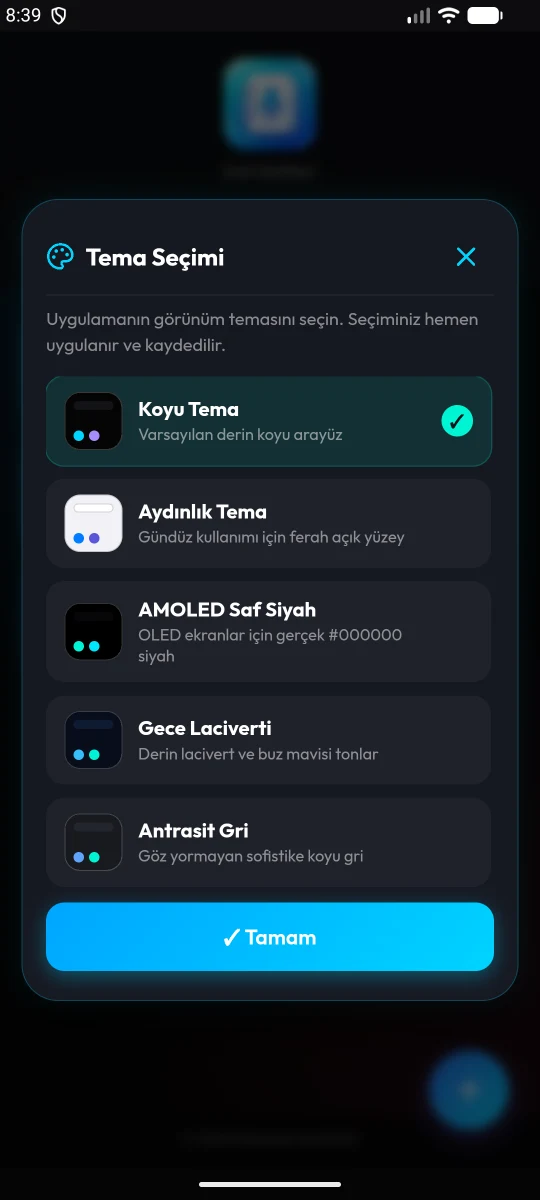 8:39
Tema Seçimi
Uygulamanın görünüm temasını seçin. Seçiminiz hemen
uygulanır ve kaydedilir.
Koyu Tema
Varsayılan derin koyu arayüz
Aydınlık Tema
Gündüz kullanımı için ferah açık yüzey
AMOLED Saf Siyah
OLED ekranlar için gerçek #000000
siyah
Gece Laciverti
Derin lacivert ve buz mavisi tonlar
Antrasit Gri
Göz yormayan sofistike koyu gri
✓ Tamam